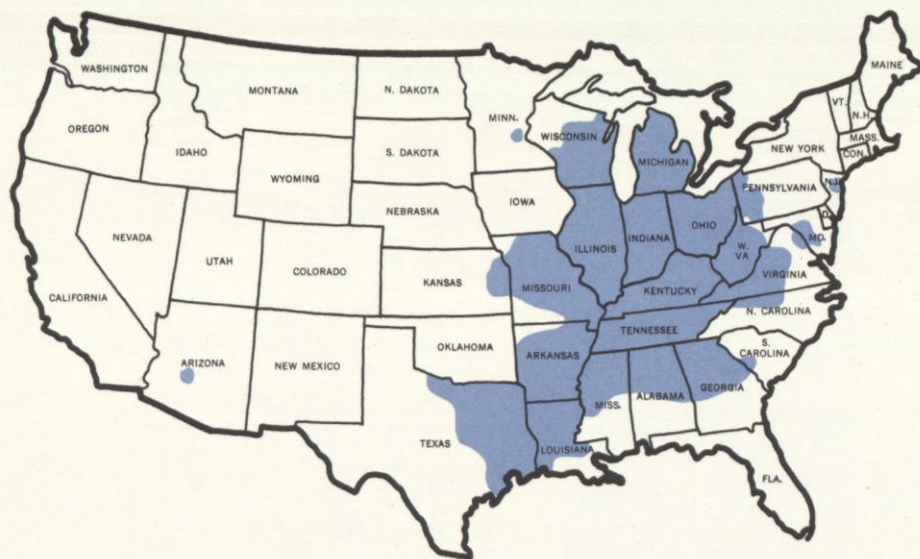 WASHINGTON
MONTANA
N. DAKOTA
MINN.
MAINE
OREGON
IDAHO
WYOMING
S. DAKOTA
WISCONSIN
MICHIGAN
NEW YORK
VT.
N.H.
MASS.
CON.
NEVADA
UTAH
COLORADO
NEBRASKA
IOWA
ILLINOIS
INDIANA
OHIO
PENNSYLVANIA
N.J.
MD.
W.
VA
VIRGINIA
CALIFORNIA
KANSAS
MISSOURI
KENTUCKY
N. CAROLINA
ARIZONA
NEW MEXICO
OKLAHOMA
ARKANSAS
TENNESSEE
S.
CAROLINA
TEXAS
LOUISIANA
MISS.
ALABAMA
GEORGIA
FLA.